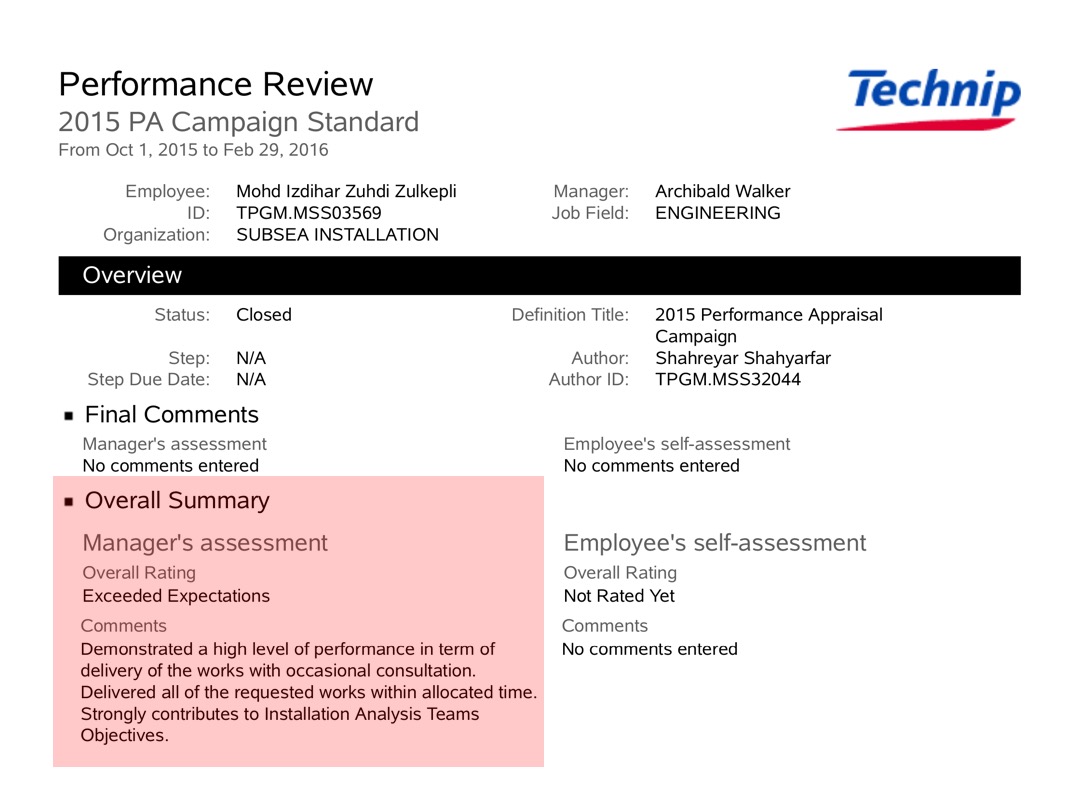 Performance Review
Technip
2015 PA Campaign Standard
From Oct 1, 2015 to Feb 29, 2016
Employee: Mohd Izdihar Zuhdi Zulkepli Manager: Archibald Walker
ID: TPGM.MSS03569 Job Field: ENGINEERING
Organization: SUBSEA INSTALLATION
Overview
Status: Closed Definition Title: 2015 Performance Appraisal
Campaign
Step: N/A Author: Shahreyar Shahyarfar
Step Due Date: N/A Author ID: TPGM.MSS32044
Final Comments
Manager's assessment Employee's self-assessment
No comments entered No comments entered
Overall Summary
Manager's assessment
Overall Rating
Exceeded Expectations
Comments
Demonstrated a high level of performance in term of
delivery of the works with occasional consultation.
Delivered all of the requested works within allocated time.
Strongly contributes to Installation Analysis Teams
Objectives.
Employee's self-assessment
Overall Rating
Not Rated Yet
Comments
No comments entered